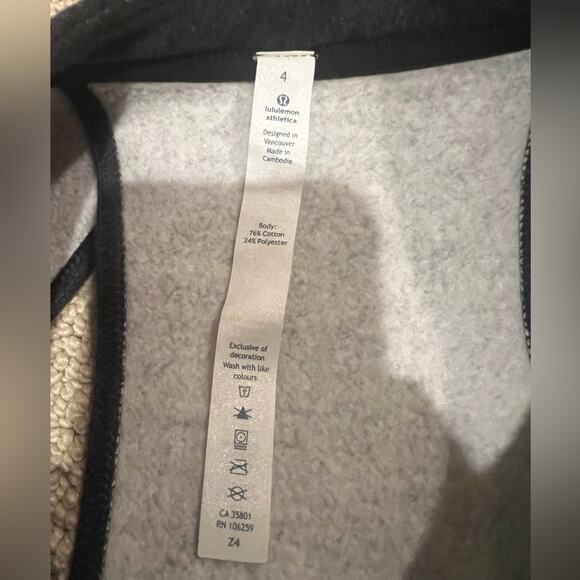 4
lululemon
athletica
Designed in
Vancouver
Made in
Cambodia
Body:
76% Cotton
24% Polyester
Exclusive of
decoration
Wash with like
colours
CA 35801
RN 106259
Z4